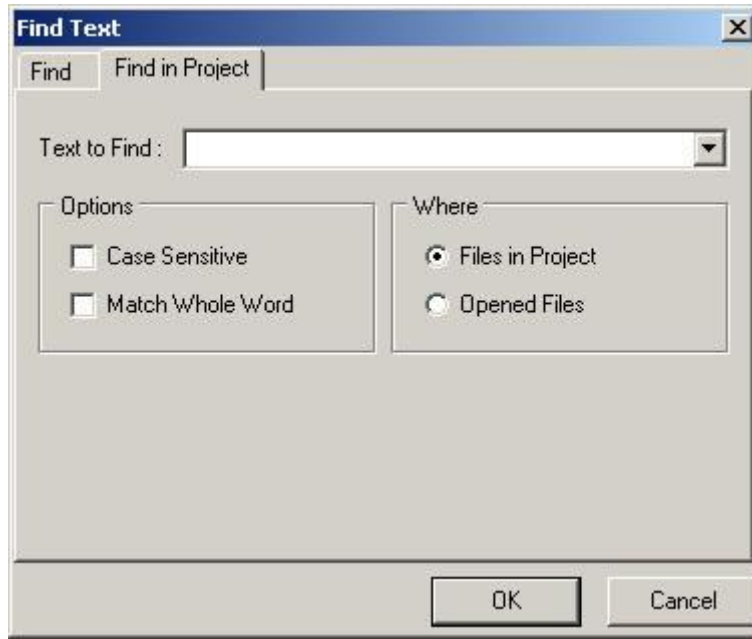 Find Text
Find Find in Project
Text to Find :
Options Where
Case Sensitive Files in Project
Match Whole Word Opened Files
OK Cancel